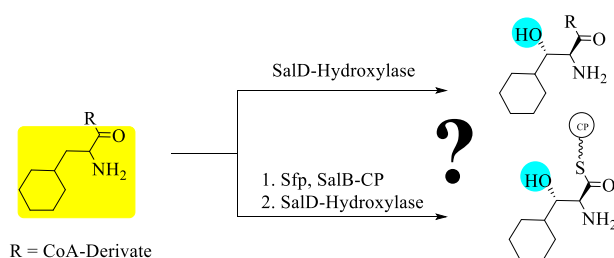 R
HO
O
NH2
SalD-Hydroxylase
CP
?
R
O
NH2
S
1. Sfp, SalB-CP
HO
O
2. SalD-Hydroxylase
NH2
R = CoA-Derivate